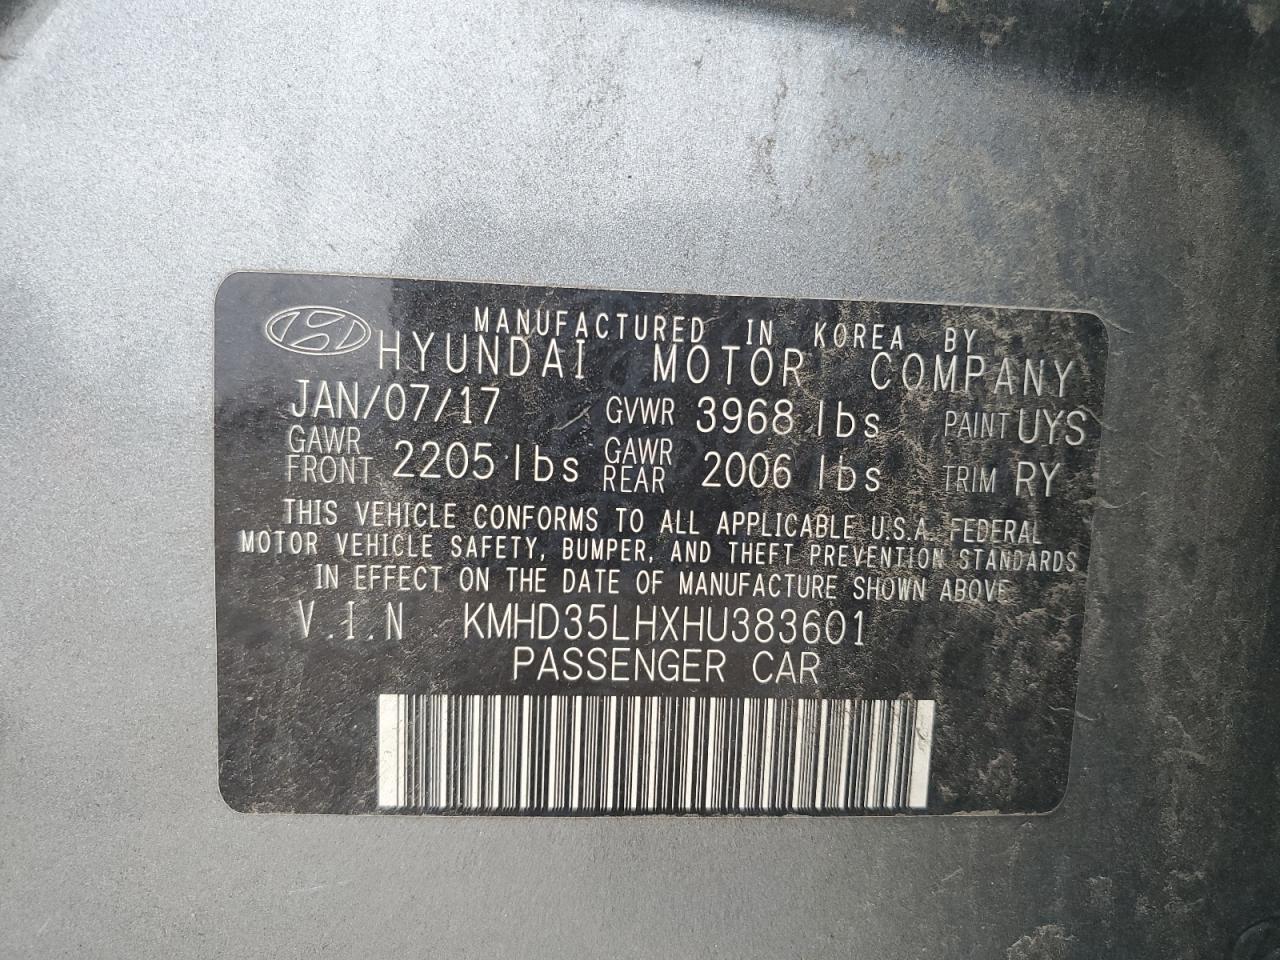 MANUFACTURED IN KOREA BY
HYUNDAI MOTOR COMPANY
JAN/07/17 GVWR 3968 lbs PAINT UYS
GAWR FRONT 2205 lbs GAWR REAR 2006 lbs TRIM RY
THIS VEHICLE CONFORMS TO ALL APPLICABLE U.S.A. FEDERAL
MOTOR VEHICLE SAFETY, BUMPER, AND THEFT PREVENTION STANDARDS
IN EFFECT ON THE DATE OF MANUFACTURE SHOWN ABOVE
V.I.N KMHD35LHXHU383601
PASSENGER CAR